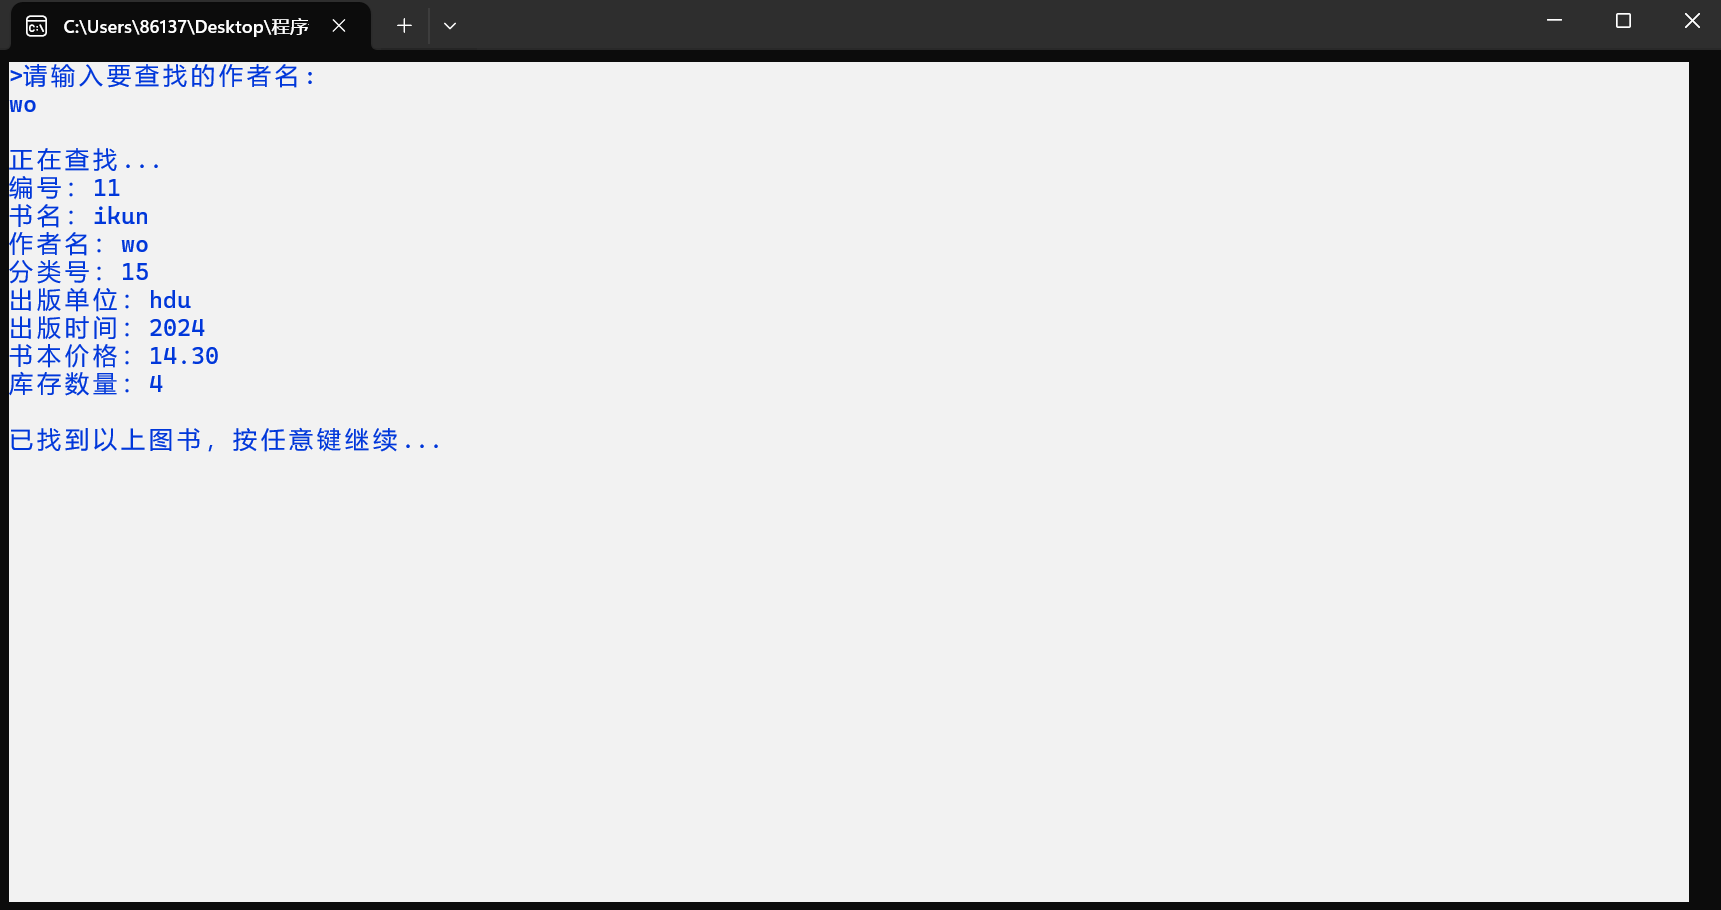 C:\Users\86137\Desktop\程序
>请输入要查找的作者名:
wo
正在查找...
编号: 11
书名: ikun
作者名: wo
分类号: 15
出版单位: hdu
出版时间: 2024
书本价格: 14.30
库存数量: 4
已找到以上图书, 按任意键继续...